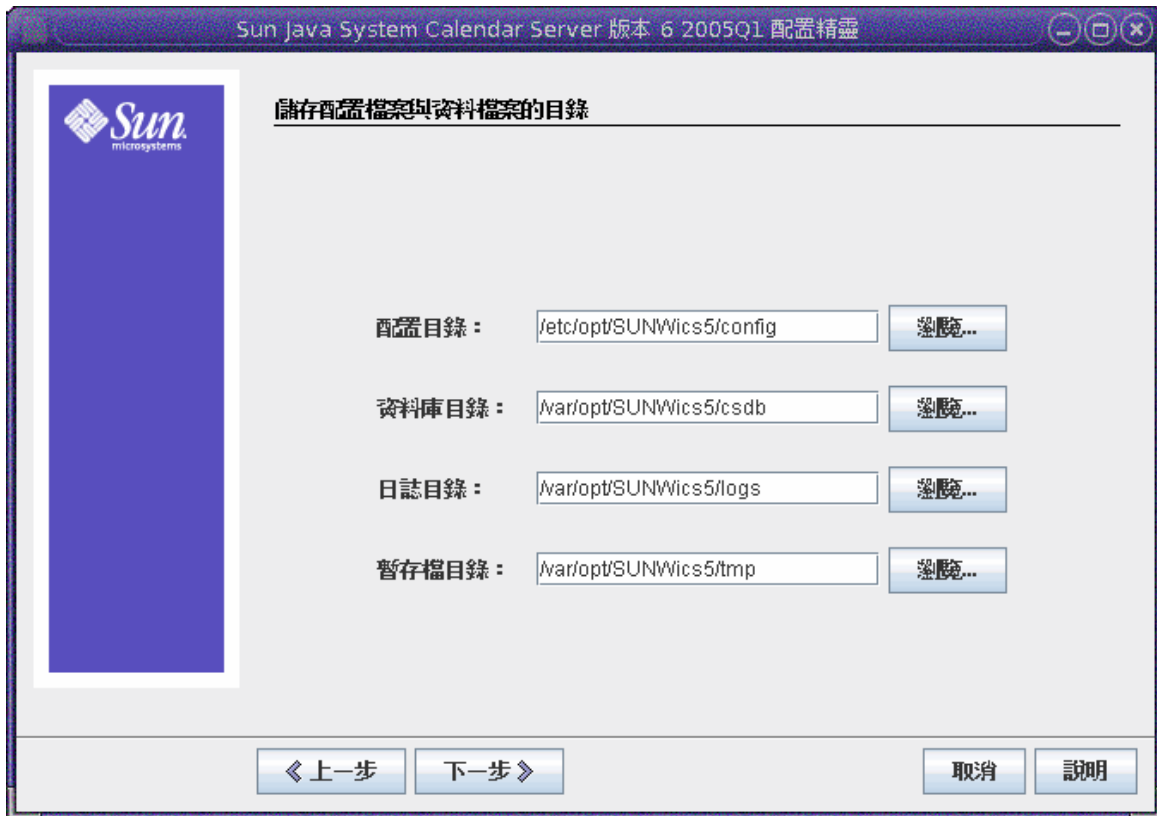 Sun Java System Calendar Server 版本 6 2005Q1 配置精靈
Sun
microsystems
儲存配置檔案與資料檔案的目錄
配置目錄：
/etc/opt/SUNWics5/config
瀏覽...
資料庫目錄：
/var/opt/SUNWics5/csdb
瀏覽...
日誌目錄：
/var/opt/SUNWics5/logs
瀏覽...
暫存檔目錄：
/var/opt/SUNWics5/tmp
瀏覽...
上一步
下一步
取消
說明